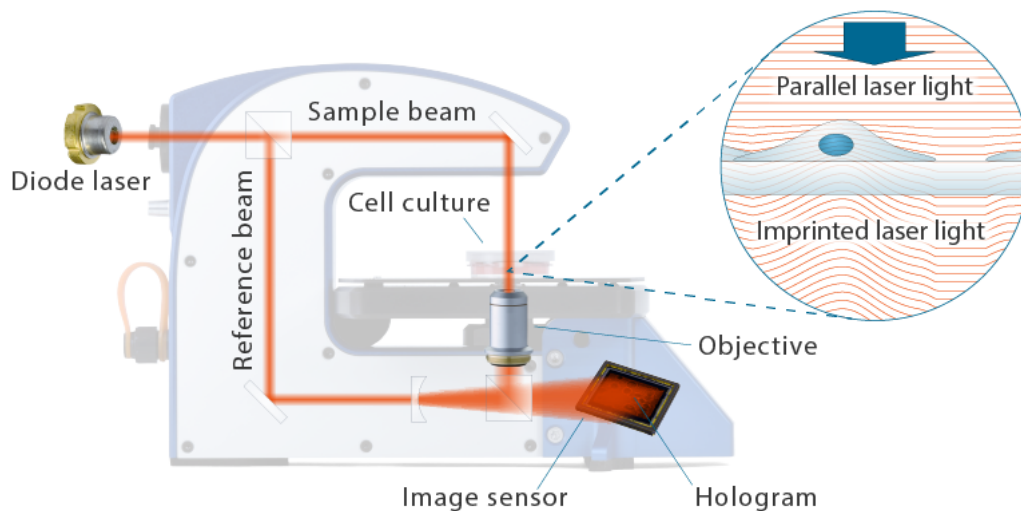 Parallel laser light
Sample beam
Diode laser
Cell culture
Reference beam
Imprinted laser light
Objective
Image sensor
Hologram